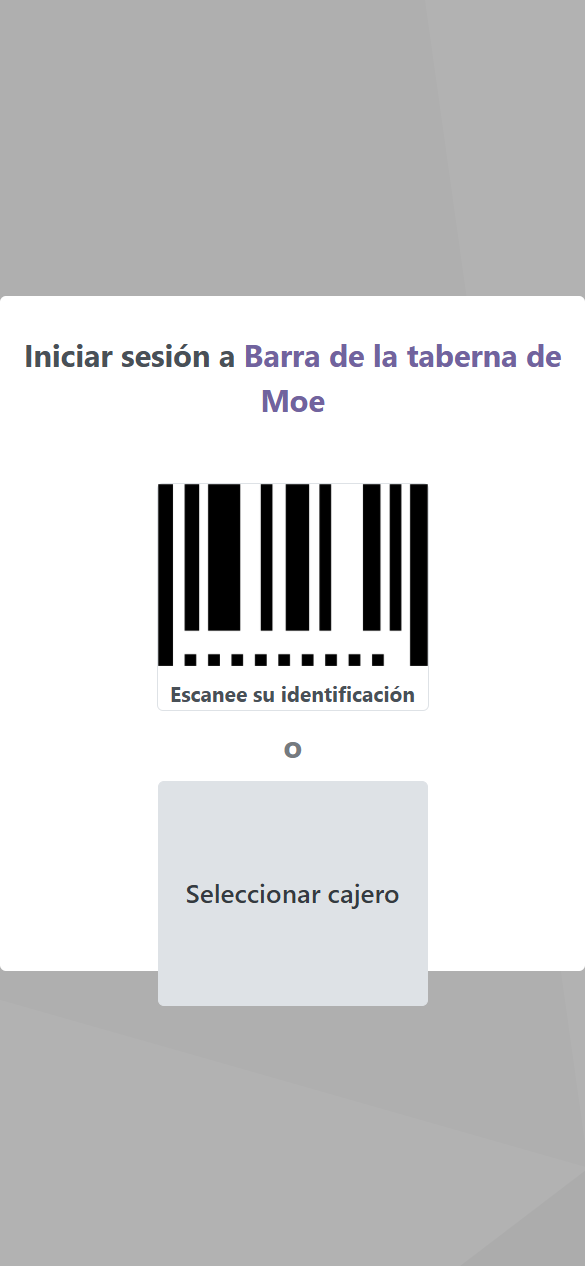 Iniciar sesión a Barra de la taberna de
Moe
Escanee su identificación
o
Seleccionar cajero